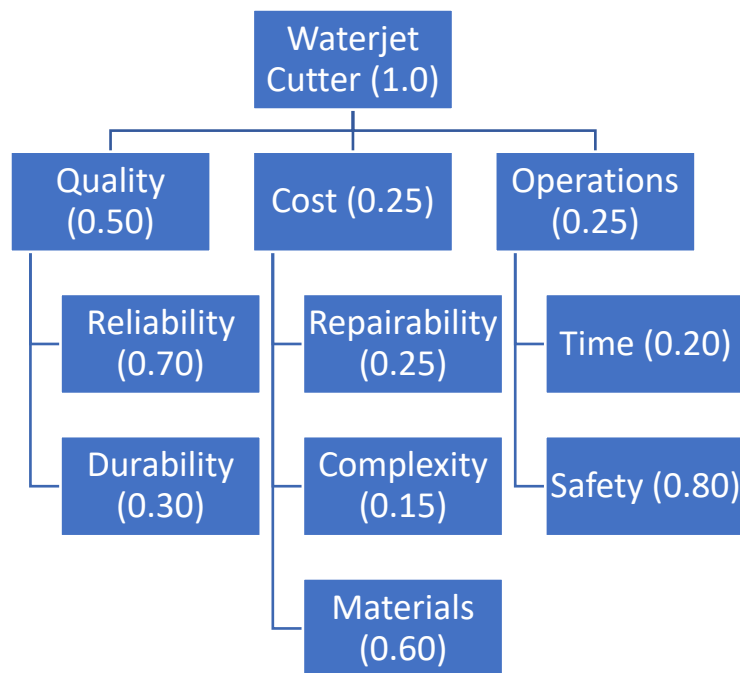 Waterjet
Cutter (1.0)
Quality
(0.50)
Cost (0.25)
Operations
(0.25)
Reliability
(0.70)
Repairability
(0.25)
Time (0.20)
Durability
(0.30)
Complexity
(0.15)
Safety (0.80)
Materials
(0.60)